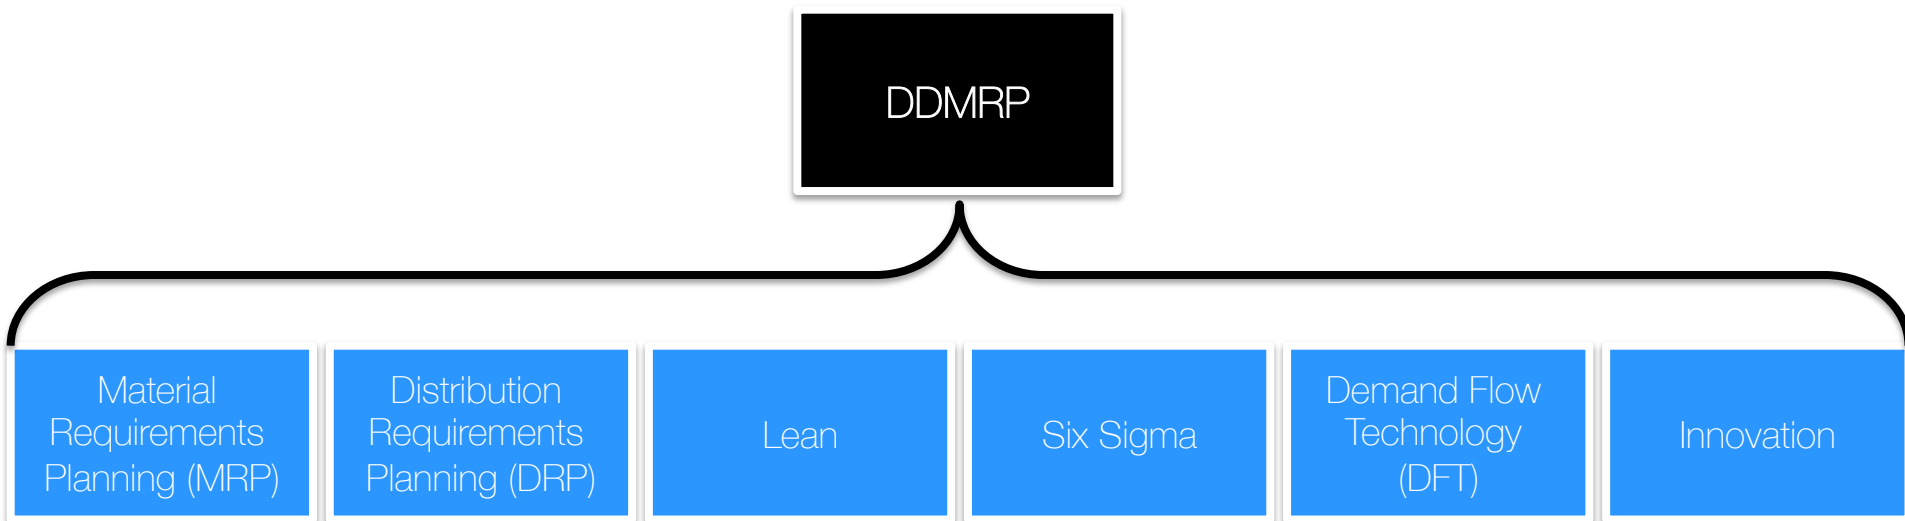 DDMRP
Material
Requirements
Planning (MRP)
Distribution
Requirements
Planning (DRP)
Lean
Six Sigma
Demand Flow
Technology
(DFT)
Innovation